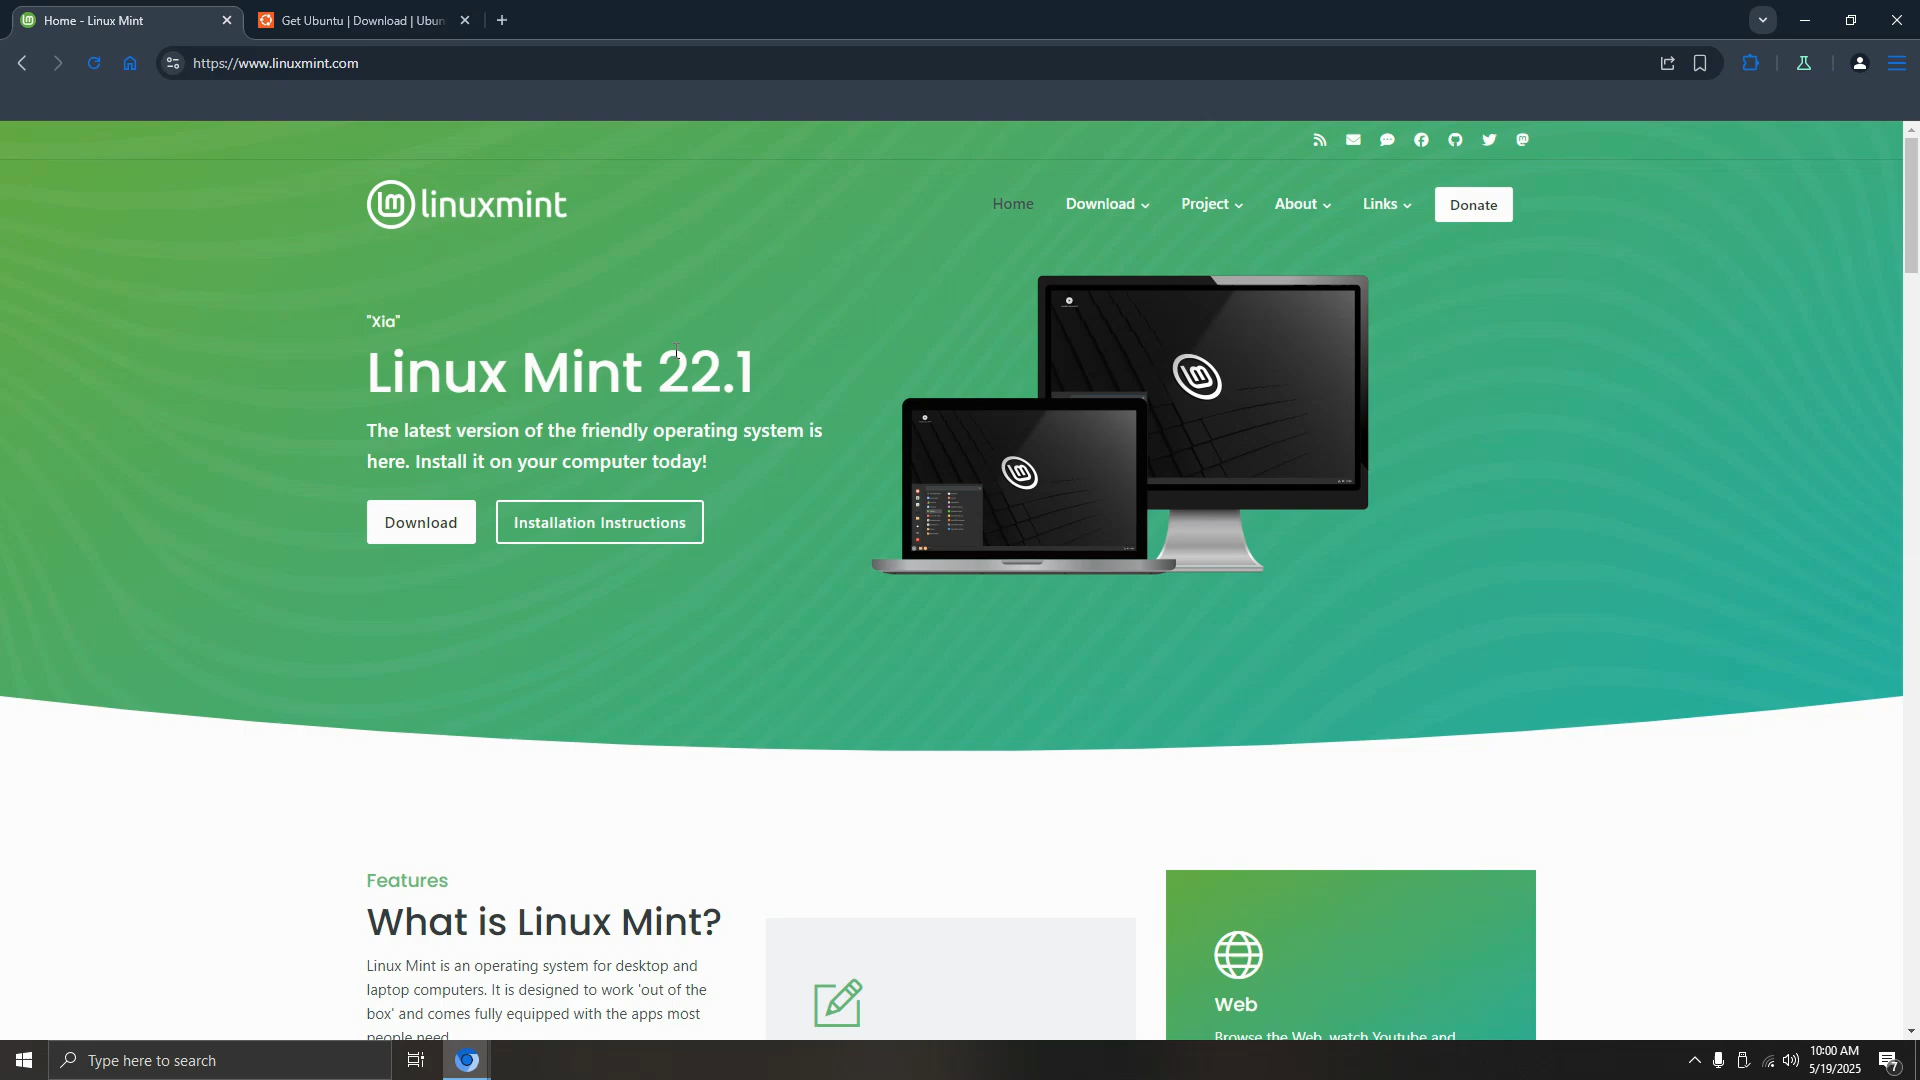 Home - Linux Mint
Get Ubuntu | Download | Ubun
https://www.linuxmint.com
linuxmint
Home
Download
Project
About
Links
Donate
"Xia"
Linux Mint 22.1
The latest version of the friendly operating system is
here. Install it on your computer today!
Download
Installation Instructions
Features
What is Linux Mint?
Linux Mint is an operating system for desktop and
laptop computers. It is designed to work 'out of the
box' and comes fully equipped with the apps most
people need.
Web
Browse the Web, watch Youtube and
Type here to search
10:00 AM
5/19/2025
7